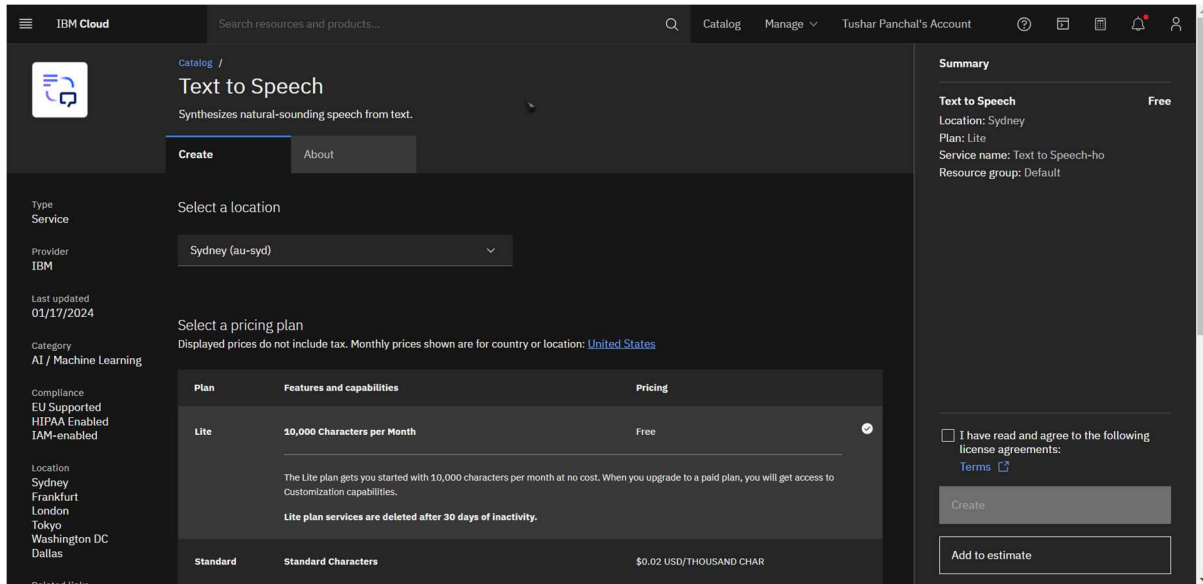 IBM Cloud
Search resources and products...
Catalog
Manage
Tushar Panchal's Account
Catalog /
Text to Speech
Synthesizes natural-sounding speech from text.
Create
About
Type
Service
Provider
IBM
Last updated
01/17/2024
Category
AI / Machine Learning
Compliance
EU Supported
HIPAA Enabled
IAM-enabled
Location
Sydney
Frankfurt
London
Tokyo
Washington DC
Dallas
Related links
Select a location
Sydney (au-syd)
Select a pricing plan
Displayed prices do not include tax. Monthly prices shown are for country or location: United States
Plan
Features and capabilities
Pricing
Lite
10,000 Characters per Month
Free
The Lite plan gets you started with 10,000 characters per month at no cost. When you upgrade to a paid plan, you will get access to
Customization capabilities.
Lite plan services are deleted after 30 days of inactivity.
Standard
Standard Characters
$0.02 USD/THOUSAND CHAR
Summary
Text to Speech
Free
Location: Sydney
Plan: Lite
Service name: Text to Speech-ho
Resource group: Default
I have read and agree to the following
license agreements:
Terms
Create
Add to estimate